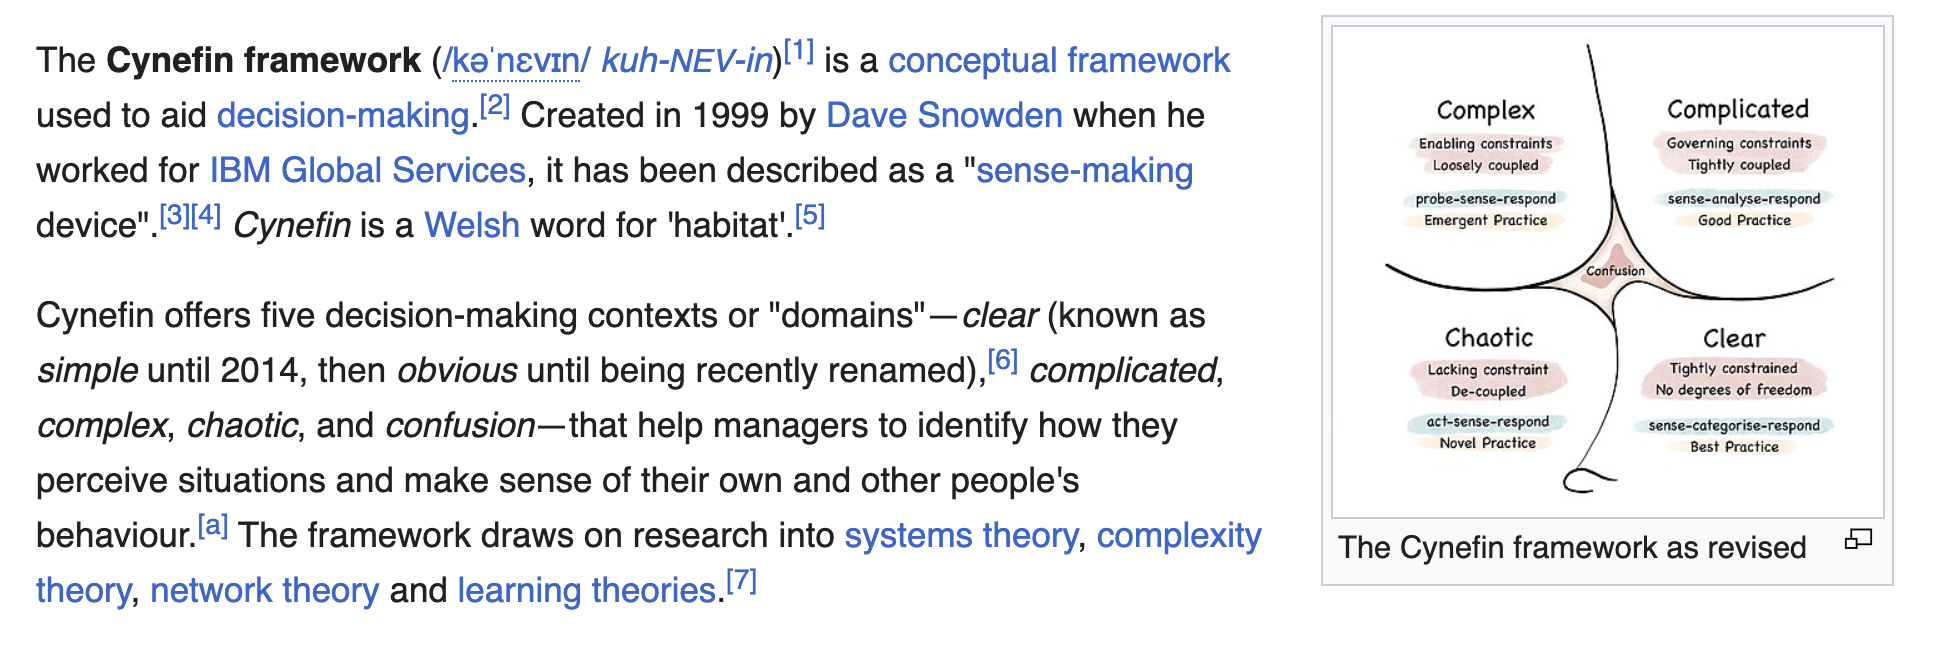 The Cynefin framework (/kəˈnɛvɪn/ kuh-NEV-in)[1] is a conceptual framework
used to aid decision-making.[2] Created in 1999 by Dave Snowden when he
worked for IBM Global Services, it has been described as a "sense-making
device".[3][4] Cynefin is a Welsh word for 'habitat'.[5]
Cynefin offers five decision-making contexts or "domains"—clear (known as
simple until 2014, then obvious until being recently renamed),[6] complicated,
complex, chaotic, and confusion—that help managers to identify how they
perceive situations and make sense of their own and other people's
behaviour.[a] The framework draws on research into systems theory, complexity
theory, network theory and learning theories.[7]
Complex
Enabling constraints
Loosely coupled
probe-sense-respond
Emergent Practice
Complicated
Governing constraints
Tightly coupled
sense-analyse-respond
Good Practice
Confusion
Chaotic
Lacking constraint
De-coupled
act-sense-respond
Novel Practice
Clear
Tightly constrained
No degrees of freedom
sense-categorise-respond
Best Practice
The Cynefin framework as revised